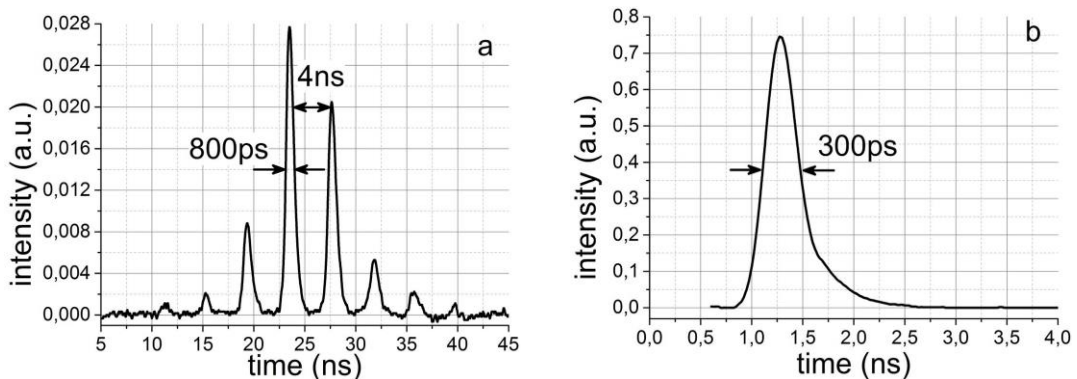 a
4ns
800ps
intensity (a.u.)
0,028
0,024
0,020
0,016
0,012
0,008
0,004
0,000
5 10 15 20 25 30 35 40 45
time (ns)
b
300ps
intensity (a.u.)
0,8
0,7
0,6
0,5
0,4
0,3
0,2
0,1
0,0
0,0 0,5 1,0 1,5 2,0 2,5 3,0 3,5 4,0
time (ns)